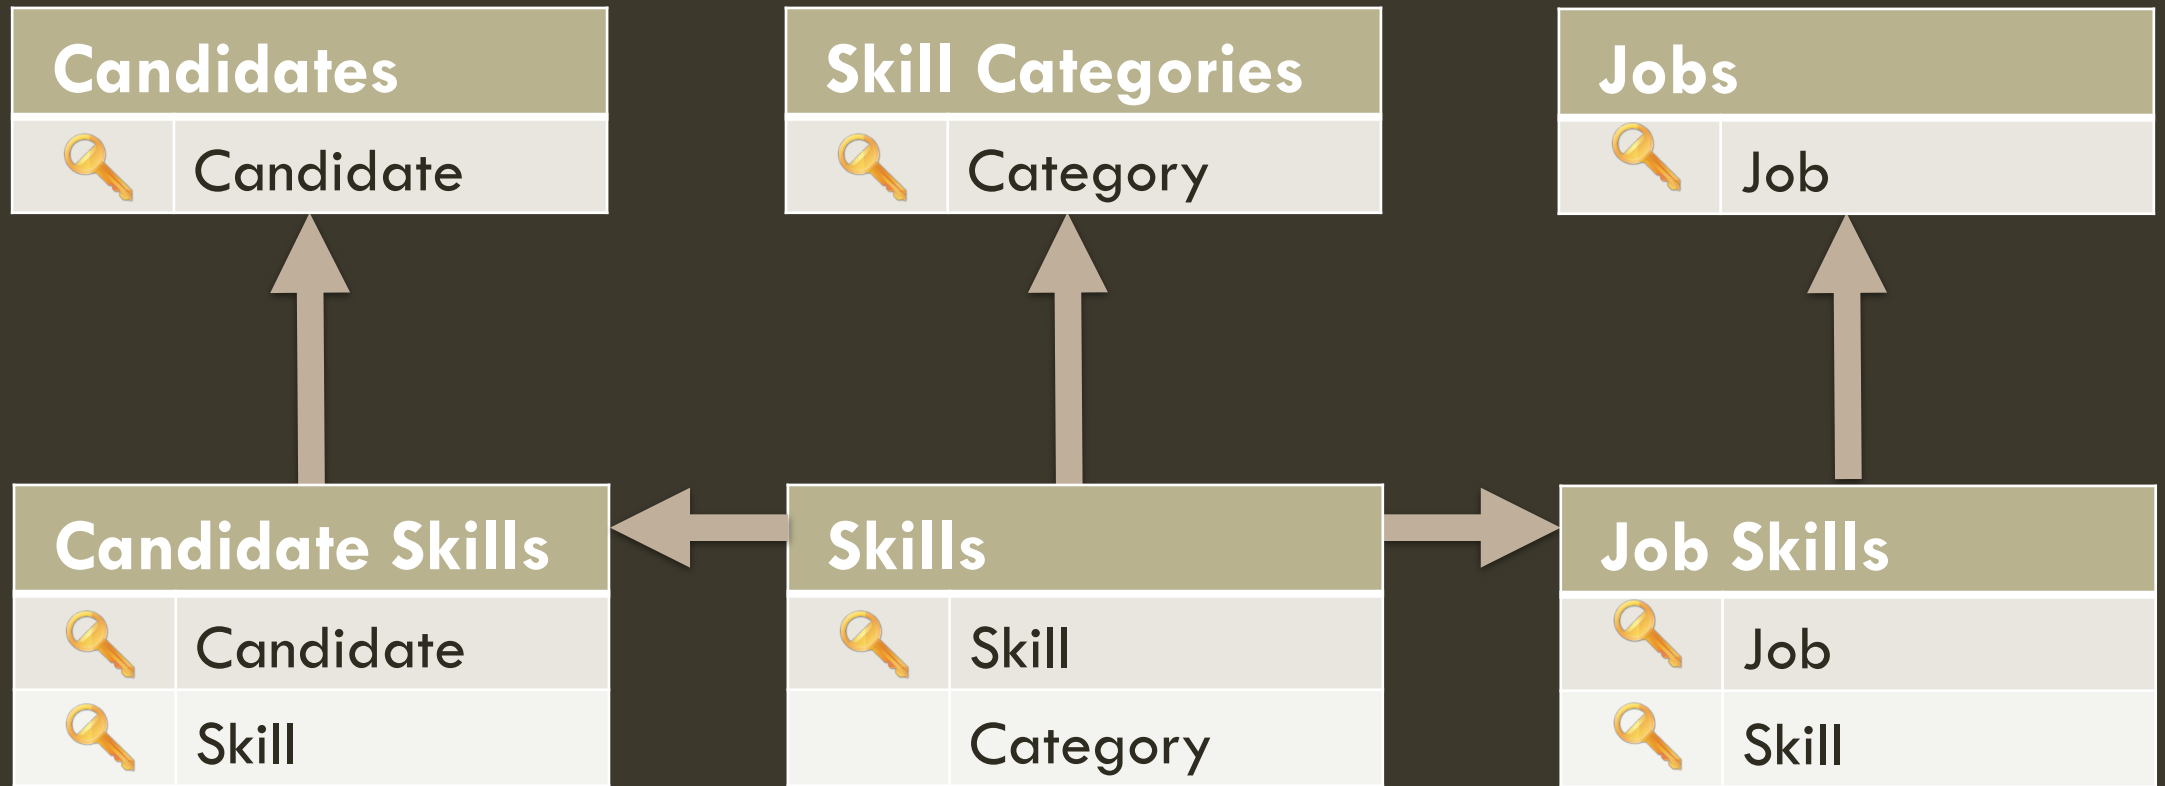 Candidates
Candidate
Skill Categories
Category
Jobs
Job
Candidate Skills
Candidate
Skill
Skills
Skill
Category
Job Skills
Job
Skill